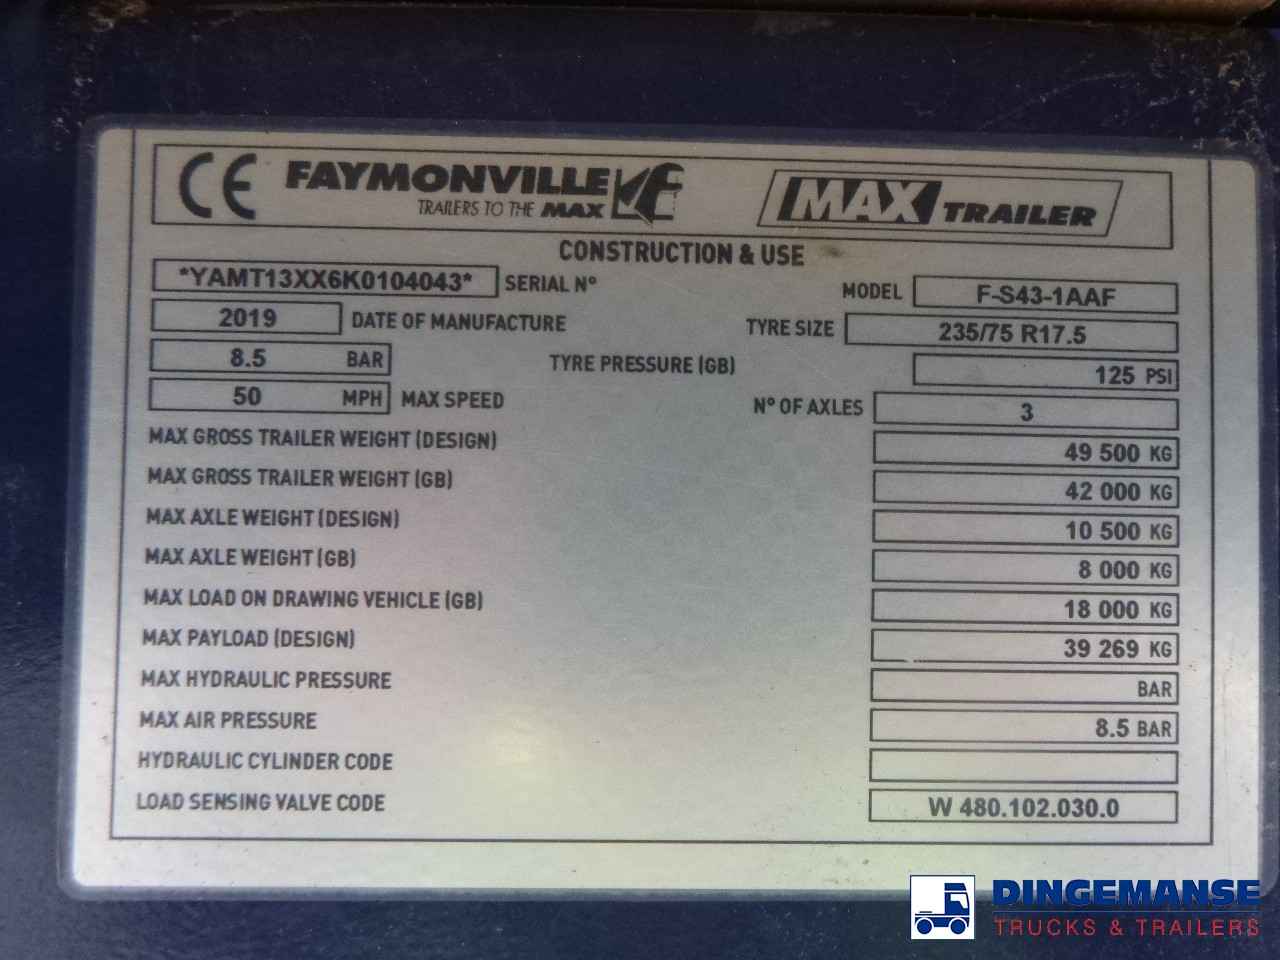 CE FAYMONVILLE MAX TRAILER
TRAILERS TO THE MAX
CONSTRUCTION & USE
*YAMT13XX6K0104043* SERIAL Nº MODEL F-S43-1AAF
2019 DATE OF MANUFACTURE TYRE SIZE 235/75 R17.5
8.5 BAR TYRE PRESSURE (GB) 125 PSI
50 MPH MAX SPEED Nº OF AXLES 3
MAX GROSS TRAILER WEIGHT (DESIGN) 49 500 KG
MAX GROSS TRAILER WEIGHT (GB) 42 000 KG
MAX AXLE WEIGHT (DESIGN) 10 500 KG
MAX AXLE WEIGHT (GB) 8 000 KG
MAX LOAD ON DRAWING VEHICLE (GB) 18 000 KG
MAX PAYLOAD (DESIGN) 39 269 KG
MAX HYDRAULIC PRESSURE BAR
MAX AIR PRESSURE 8.5 BAR
HYDRAULIC CYLINDER CODE
LOAD SENSING VALVE CODE W 480.102.030.0
DINGEMANSE
TRUCKS & TRAILERS